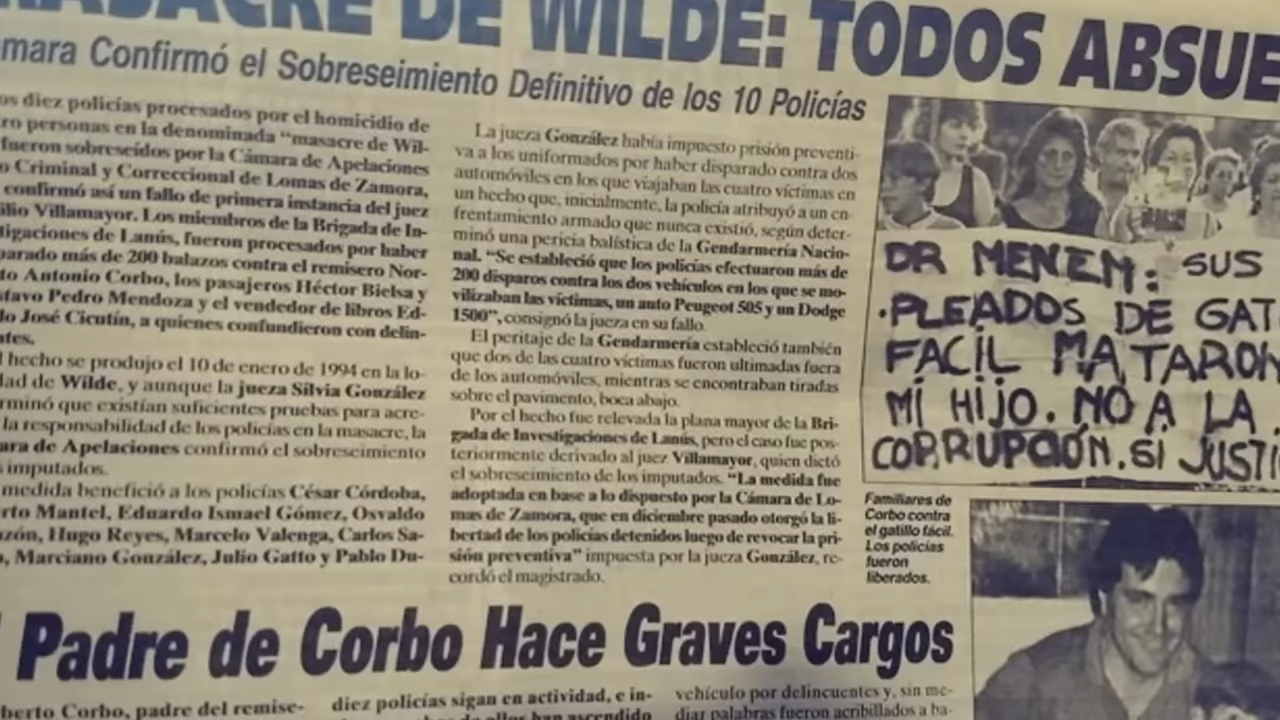 MASACRE DE WILDE: TODOS ABSUE
mara Confirmó el Sobreseimiento Definitivo de los 10 Policías
os diez policías procesados por el homicidio de
ro personas en la denominada “masacre de Wil-
fueron sobreseídos por la Cámara de Apelaciones
o Criminal y Correccional de Lomas de Zamora,
confirmó así un fallo de primera instancia del juez
lio Villamayor. Los miembros de la Brigada de In-
tigaciones de Lanús, fueron procesados por haber
parado más de 200 balazos contra el remisero Nor-
to Antonio Corbo, los pasajeros Héctor Bielsa y
stavo Pedro Mendoza y el vendedor de libros Ed-
do José Cicutín, a quienes confundieron con delin-
ntes.
l hecho se produjo el 10 de enero de 1994 en la lo-
dad de Wilde, y aunque la jueza Silvia González
rminó que existían suficientes pruebas para acre-
la responsabilidad de los policías en la masacre, la
ara de Apelaciones confirmó el sobreseimiento
s imputados.
medida benefició a los policías César Córdoba,
rto Mantel, Eduardo Ismael Gómez, Osvaldo
zón, Hugo Reyes, Marcelo Valenga, Carlos Sa-
o, Marciano González, Julio Gatto y Pablo Du-
La jueza González había impuesto prisión preventi-
va a los uniformados por haber disparado contra dos
automóviles en los que viajaban las cuatro víctimas en
un hecho que, inicialmente, la policía atribuyó a un en-
frentamiento armado que nunca existió, según deter-
minó una pericia balística de la Gendarmería Nacio-
nal. “Se estableció que los policías efectuaron más de
200 disparos contra los dos vehículos en los que se mo-
vilizaban las víctimas, un auto Peugeot 505 y un Dodge
1500”, consignó la jueza en su fallo.
El peritaje de la Gendarmería estableció también
que dos de las cuatro víctimas fueron ultimadas fuera
de los automóviles, mientras se encontraban tiradas
sobre el pavimento, boca abajo.
Por el hecho fue relevada la plana mayor de la Bri-
gada de Investigaciones de Lanús, pero el caso fue pos-
teriormente derivado al juez Villamayor, quien dictó
el sobreseimiento de los imputados. “La medida fue
adoptada en base a lo dispuesto por la Cámara de Lo-
mas de Zamora, que en diciembre pasado otorgó la li-
bertad de los policías detenidos luego de revocar la pri-
sión preventiva” impuesta por la jueza González, re-
cordó el magistrado.
DR MENEM: SUS
PLEADOS DE GATI
FACIL MATARON
MI HIJO. NO A LA
CORRUPCIÓN. SI JUSTI
Familiares de
Corbo contra
el gatillo fácil.
Los policías
fueron
liberados.
Padre de Corbo Hace Graves Cargos
berto Corbo, padre del remise-
diez policías sigan en actividad, e in-
de ellos han ascendido
vehículo por delincuentes y, sin me-
diar palabras fueron acribillados a ba-